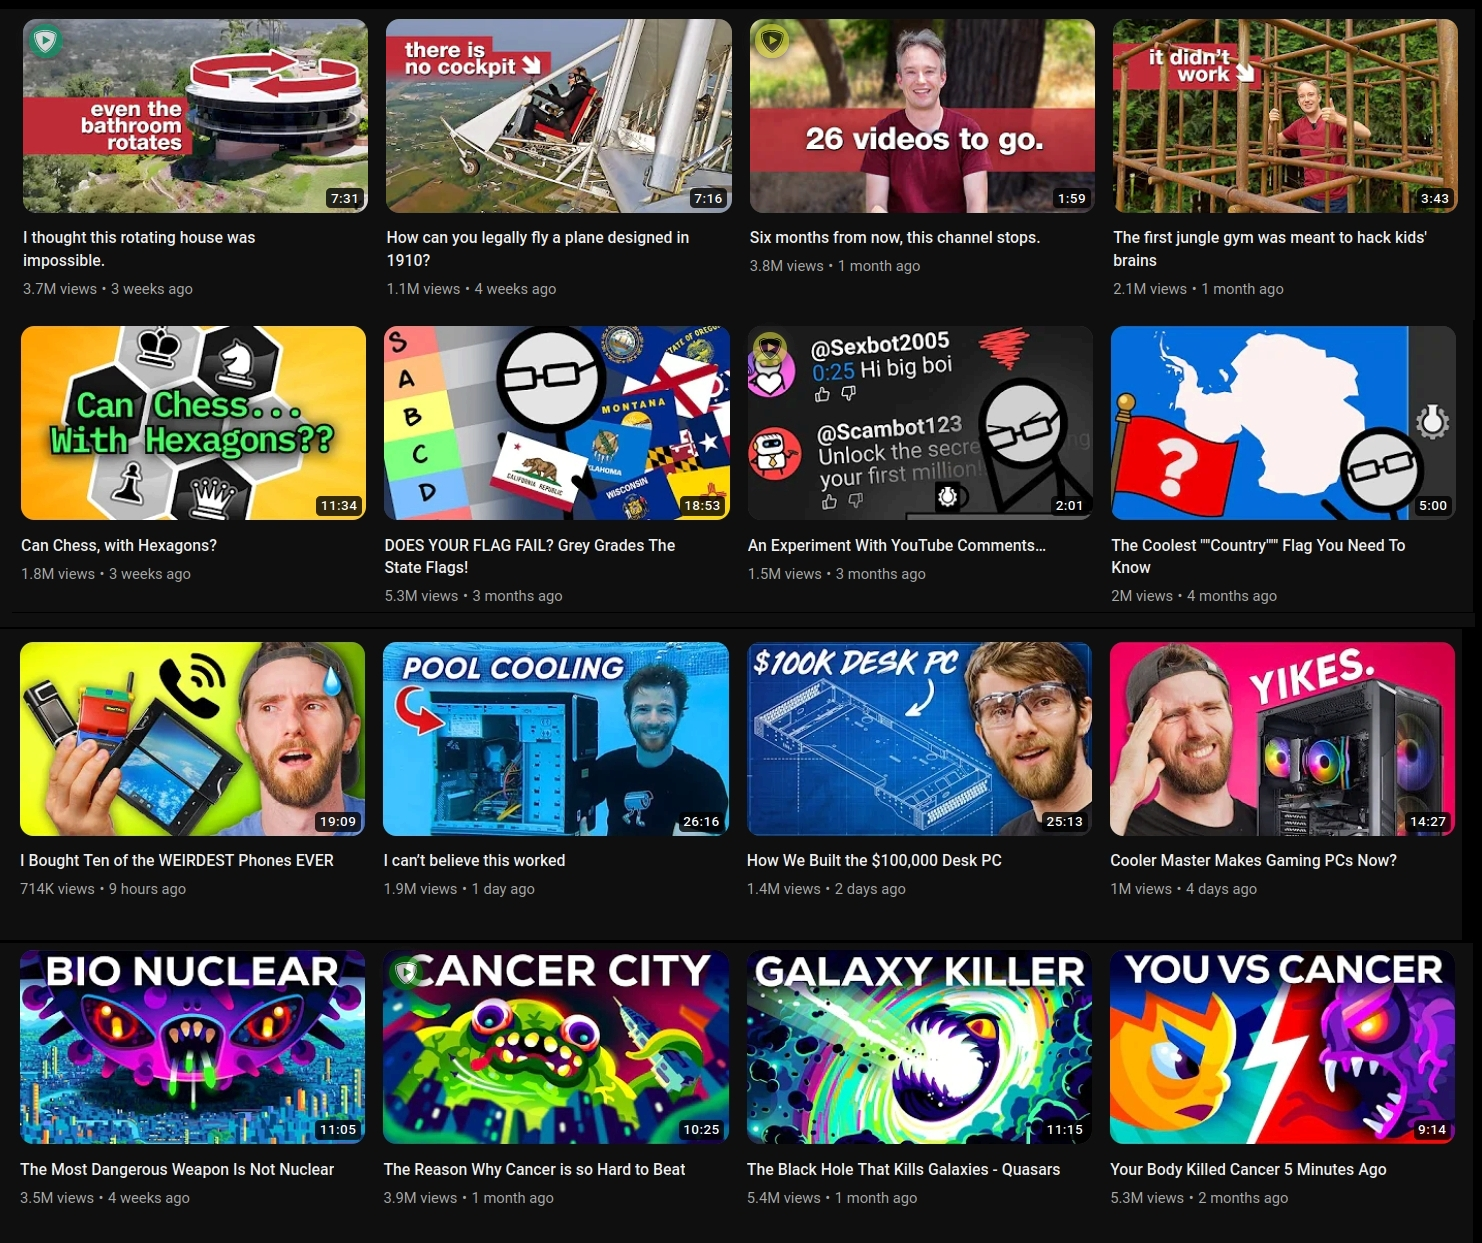 even the
bathroom
rotates
7:31
there is
no cockpit
7:16
26 videos to go.
1:59
it didn't
work
3:43
I thought this rotating house was
impossible.
3.7M views • 3 weeks ago
How can you legally fly a plane designed in
1910?
1.1M views • 4 weeks ago
Six months from now, this channel stops.
3.8M views • 1 month ago
The first jungle gym was meant to hack kids'
brains
2.1M views • 1 month ago
Can Chess...
With Hexagons??
11:34
S
A
B
C
D
STATE OF OREGO
MONTANA
OKLAHOMA
CALIFORNIA REPUBLIC
WISCONSIN
18:53
@Sexbot2005
0:25 Hi big boi
@Scambot123
Unlock the secre
ng
your first million!
2:01
?
5:00
Can Chess, with Hexagons?
1.8M views • 3 weeks ago
DOES YOUR FLAG FAIL? Grey Grades The
State Flags!
5.3M views • 3 months ago
An Experiment With YouTube Comments...
1.5M views • 3 months ago
The Coolest """Country""" Flag You Need To
Know
2M views • 4 months ago
19:09
POOL COOLING
26:16
$100K DESK PC
25:13
YIKES.
14:27
I Bought Ten of the WEIRDEST Phones EVER
714K views • 9 hours ago
I can't believe this worked
1.9M views • 1 day ago
How We Built the $100,000 Desk PC
1.4M views • 2 days ago
Cooler Master Makes Gaming PCs Now?
1M views • 4 days ago
BIO NUCLEAR
11:05
CANCER CITY
10:25
GALAXY KILLER
11:15
YOU VS CANCER
9:14
The Most Dangerous Weapon Is Not Nuclear
3.5M views • 4 weeks ago
The Reason Why Cancer is so Hard to Beat
3.9M views • 1 month ago
The Black Hole That Kills Galaxies - Quasars
5.4M views • 1 month ago
Your Body Killed Cancer 5 Minutes Ago
5.3M views • 2 months ago